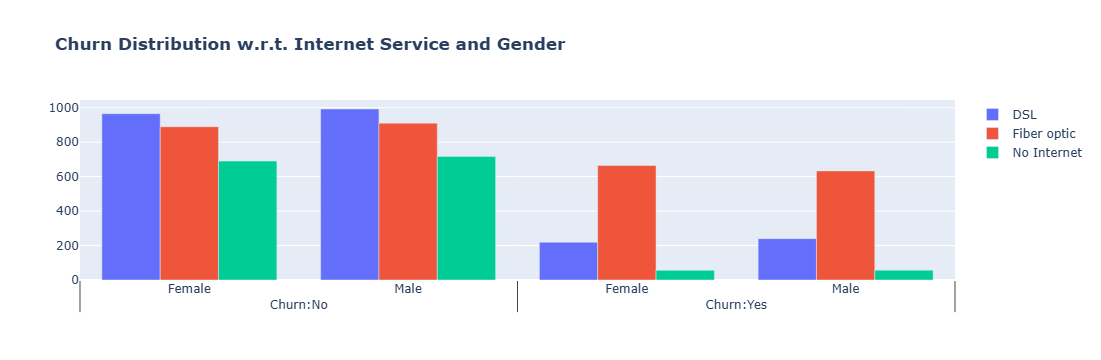 Churn Distribution w.r.t. Internet Service and Gender
1000
800
600
400
200
0
Female
Male
Female
Male
Churn:No
Churn:Yes
DSL
Fiber optic
No Internet